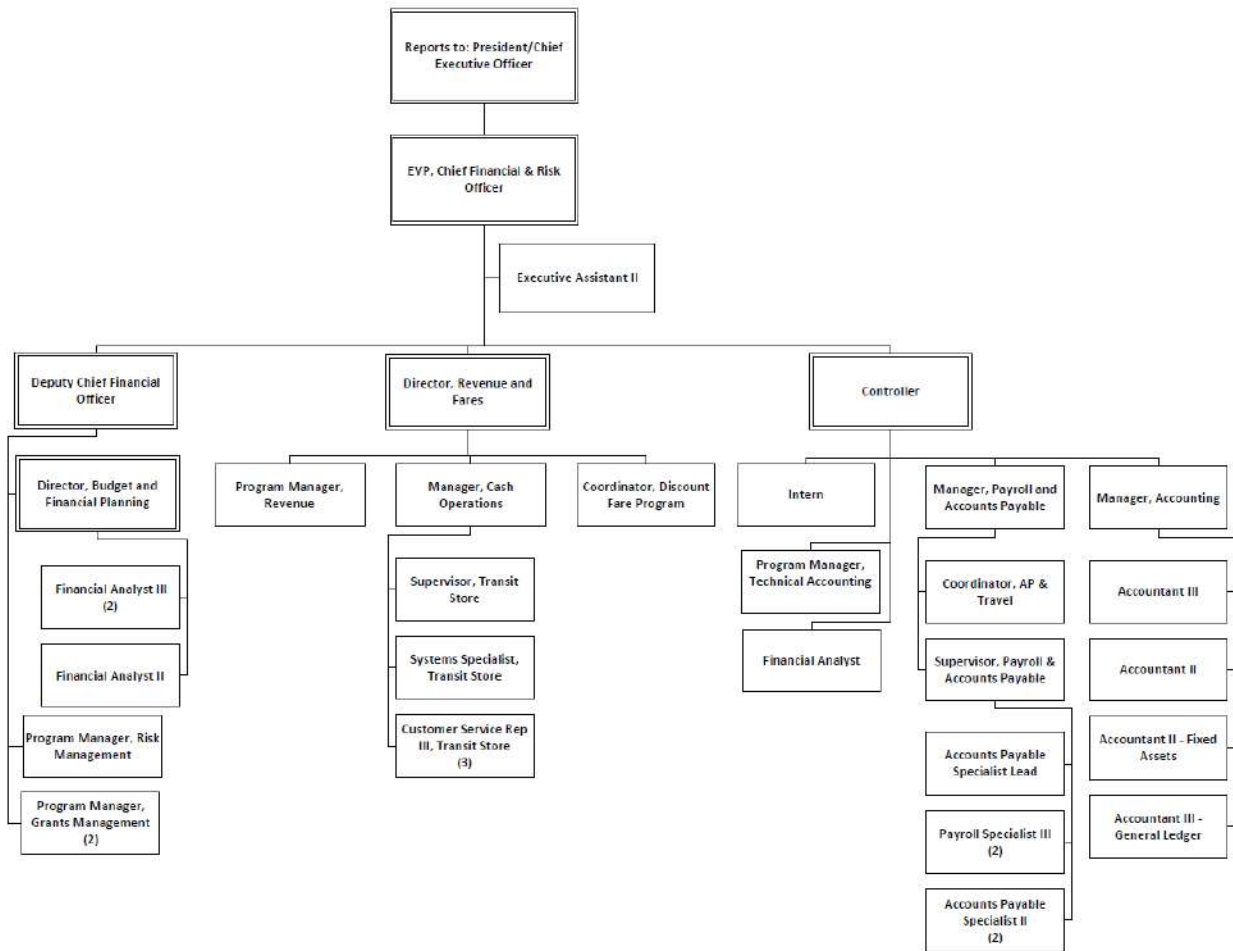 Reports to: President/Chief
Executive Officer
EVP, Chief Financial & Risk
Officer
Executive Assistant II
Deputy Chief Financial
Officer
Director, Revenue and
Fares
Controller
Director, Budget and
Financial Planning
Program Manager,
Revenue
Manager, Cash
Operations
Coordinator, Discount
Fare Program
Intern
Manager, Payroll and
Accounts Payable
Manager, Accounting
Financial Analyst III
(2)
Supervisor, Transit
Store
Program Manager,
Technical Accounting
Coordinator, AP &
Travel
Accountant III
Financial Analyst II
Systems Specialist,
Transit Store
Financial Analyst
Supervisor, Payroll &
Accounts Payable
Accountant II
Program Manager, Risk
Management
Customer Service Rep
III, Transit Store
(3)
Accounts Payable
Specialist Lead
Accountant II - Fixed
Assets
Program Manager,
Grants Management
(2)
Payroll Specialist III
(2)
Accountant III -
General Ledger
Accounts Payable
Specialist II
(2)